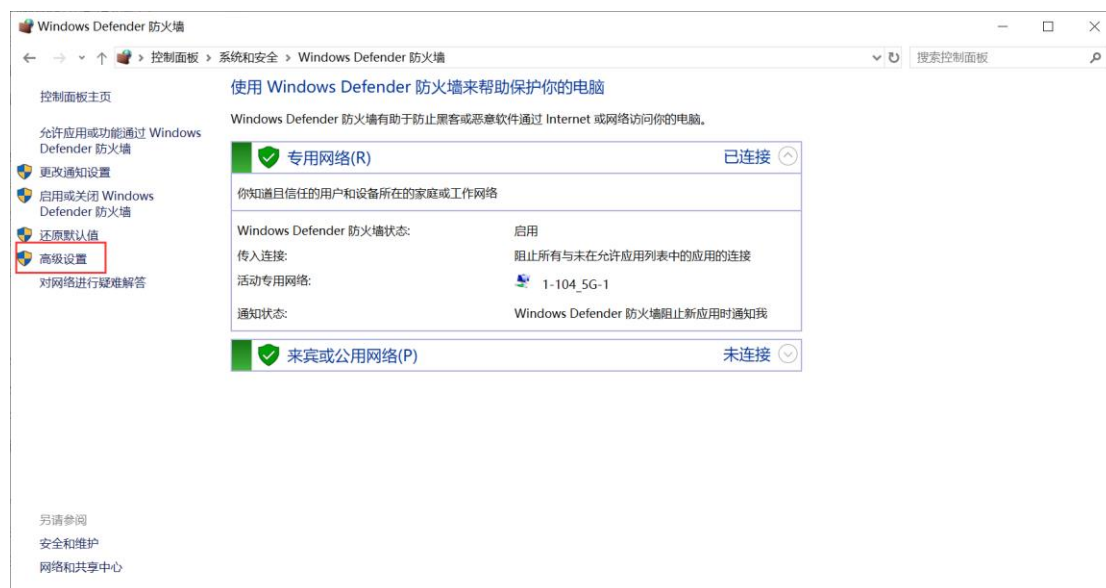 Windows Defender 防火墙
控制面板 › 系统和安全 › Windows Defender 防火墙
搜索控制面板
控制面板主页
允许应用或功能通过 Windows
Defender 防火墙
更改通知设置
启用或关闭 Windows
Defender 防火墙
还原默认值
高级设置
对网络进行疑难解答
使用 Windows Defender 防火墙来帮助保护你的电脑
Windows Defender 防火墙有助于防止黑客或恶意软件通过 Internet 或网络访问你的电脑。
专用网络(R) 已连接
你知道且信任的用户和设备所在的家庭或工作网络
Windows Defender 防火墙状态: 启用
传入连接: 阻止所有与未在允许应用列表中的应用的连接
活动专用网络: 1-104_5G-1
通知状态: Windows Defender 防火墙阻止新应用时通知我
来宾或公用网络(P) 未连接
另请参阅
安全和维护
网络和共享中心